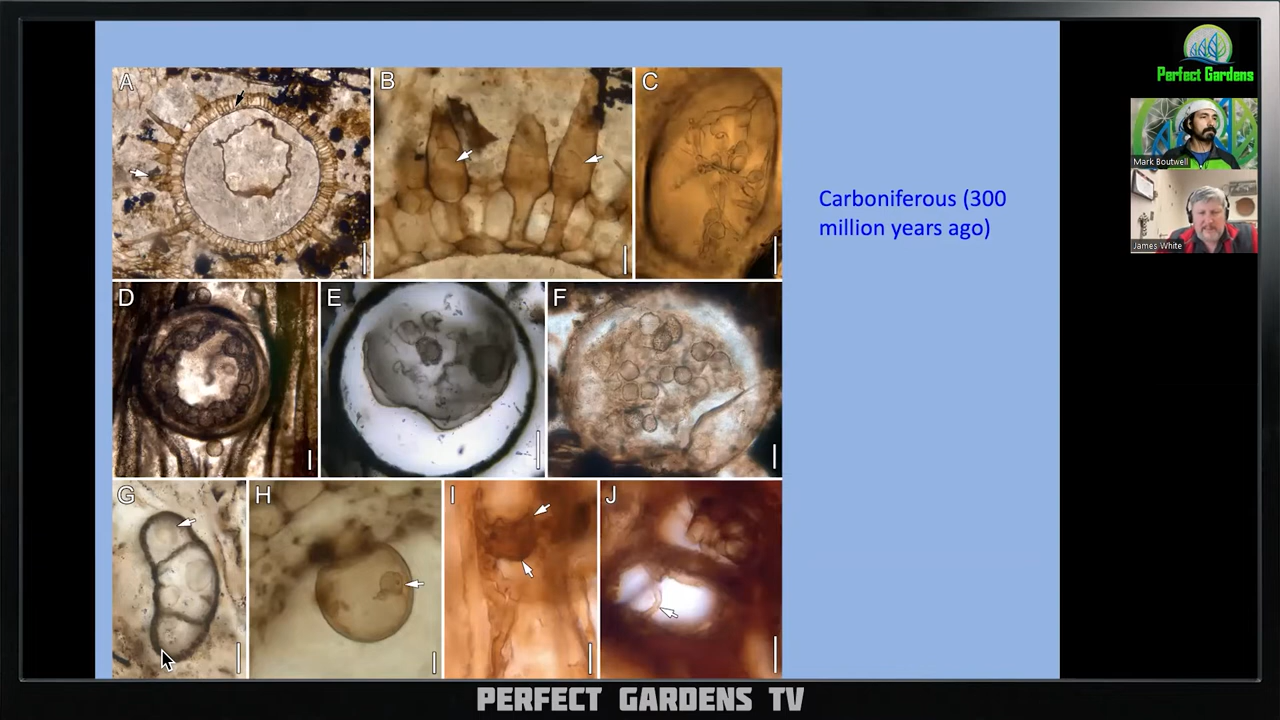 A
B
C
D
E
F
G
H
I
J
Carboniferous (300
million years ago)
Perfect Gardens
Mark Boutwell
James White
PERFECT GARDENS TV